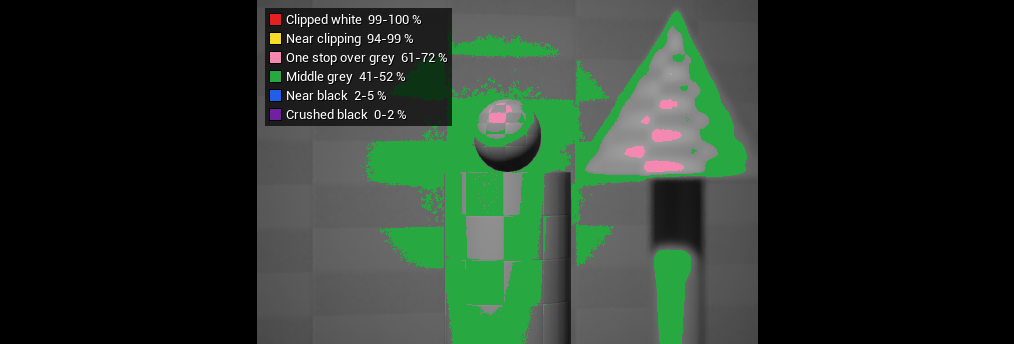 Clipped white 99-100 %
Near clipping 94-99 %
One stop over grey 61-72 %
Middle grey 41-52 %
Near black 2-5 %
Crushed black 0-2 %